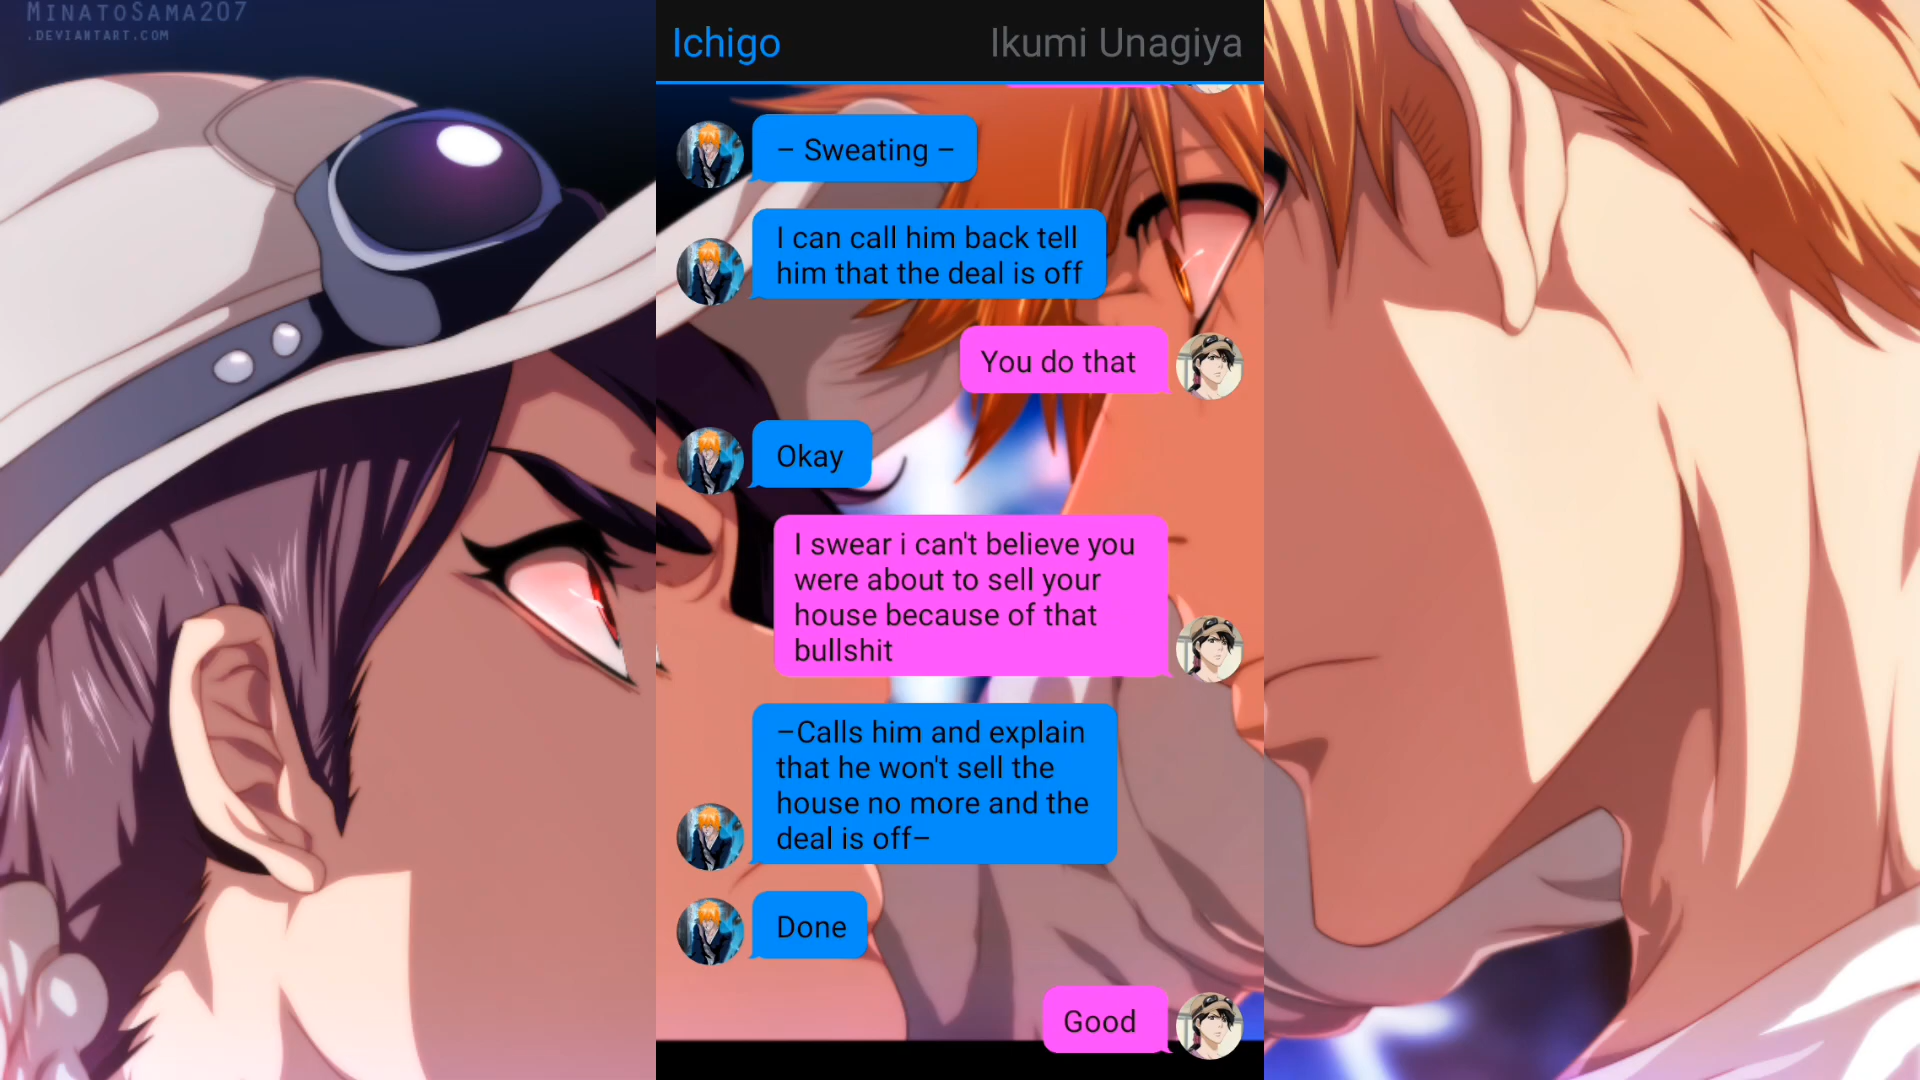 MinatoSama207
.deviantart.com
Ichigo
Ikumi Unagiya
– Sweating –
I can call him back tell
him that the deal is off
You do that
Okay
I swear i can't believe you
were about to sell your
house because of that
bullshit
–Calls him and explain
that he won't sell the
house no more and the
deal is off–
Done
Good